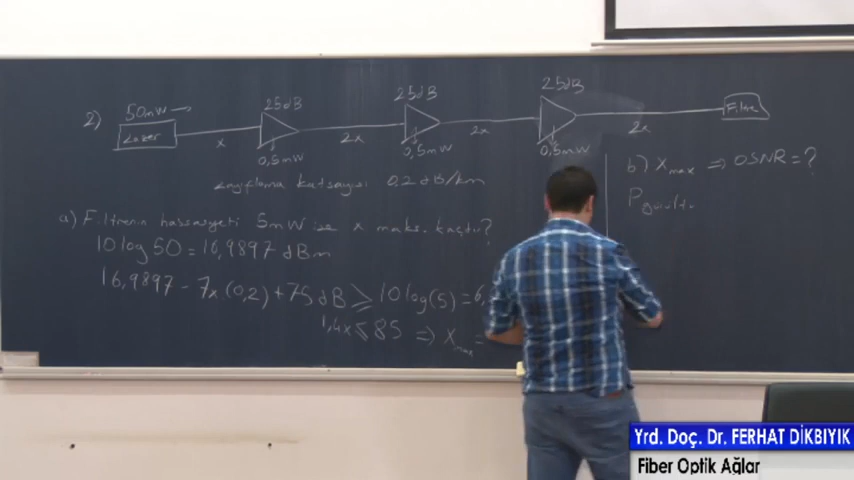 2) 50mW →
Lazer
25dB
25dB
25dB
x
2x
2x
2x
0,5mW
0,5mW
0,5mW
Filtre
Zayıflama katsayısı 0,2 dB/km
a) Filtrenin hassasiyeti 5mW ise x maks. kaçtır?
10 log 50 = 16,9897 dBm
16,9897 - 7x.(0,2) + 75 dB ≥ 10 log(5) = 6,
1,4x ≤ 85 ⇒ Xmax =
b) Xmax ⇒ OSNR = ?
Pgürültü
Yrd. Doç. Dr. FERHAT DİKBIYIK
Fiber Optik Ağlar